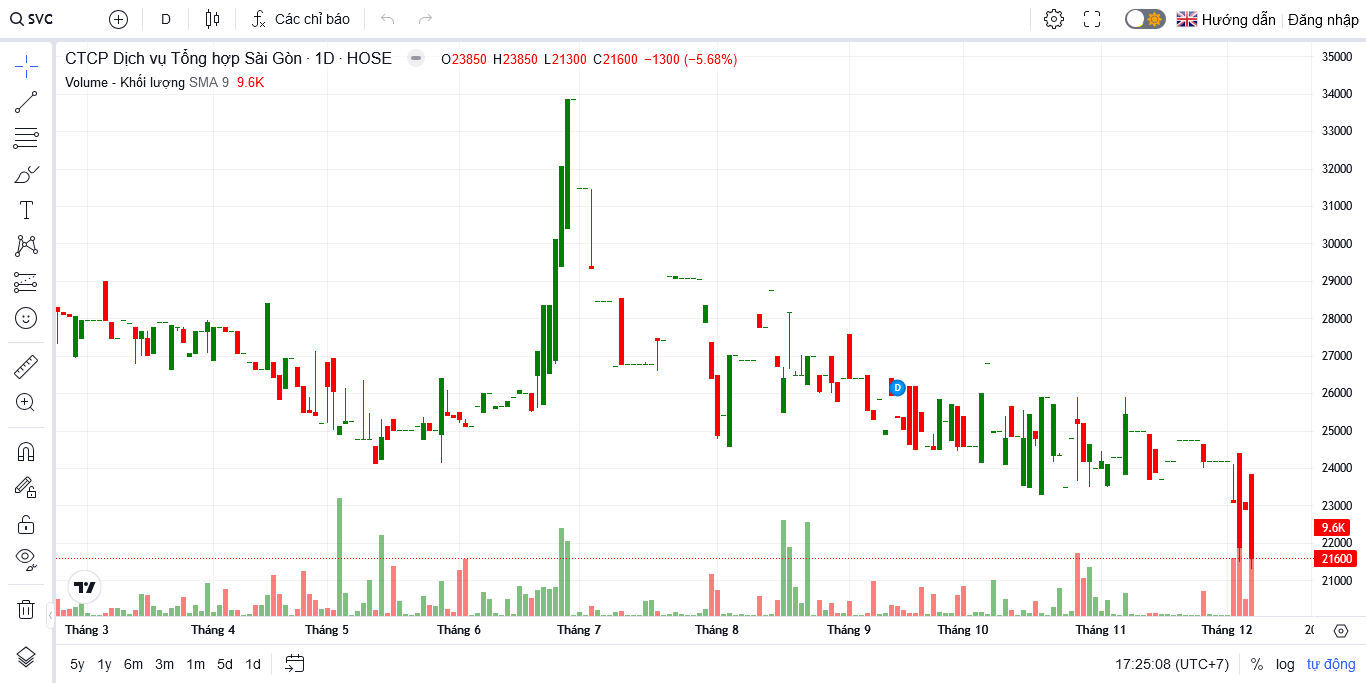 SVC D Các chỉ báo Hướng dẫn Đăng nhập
CTCP Dịch vụ Tổng hợp Sài Gòn · 1D · HOSE O23850 H23850 L21300 C21600 −1300 (−5.68%)
Volume - Khối lượng SMA 9 9.6K
35000
34000
33000
32000
31000
30000
29000
28000
27000
26000
D
25000
24000
23000
9.6K
22000
21600
21000
Tháng 3 Tháng 4 Tháng 5 Tháng 6 Tháng 7 Tháng 8 Tháng 9 Tháng 10 Tháng 11 Tháng 12
5y 1y 6m 3m 1m 5d 1d 17:25:08 (UTC+7) % log tự động